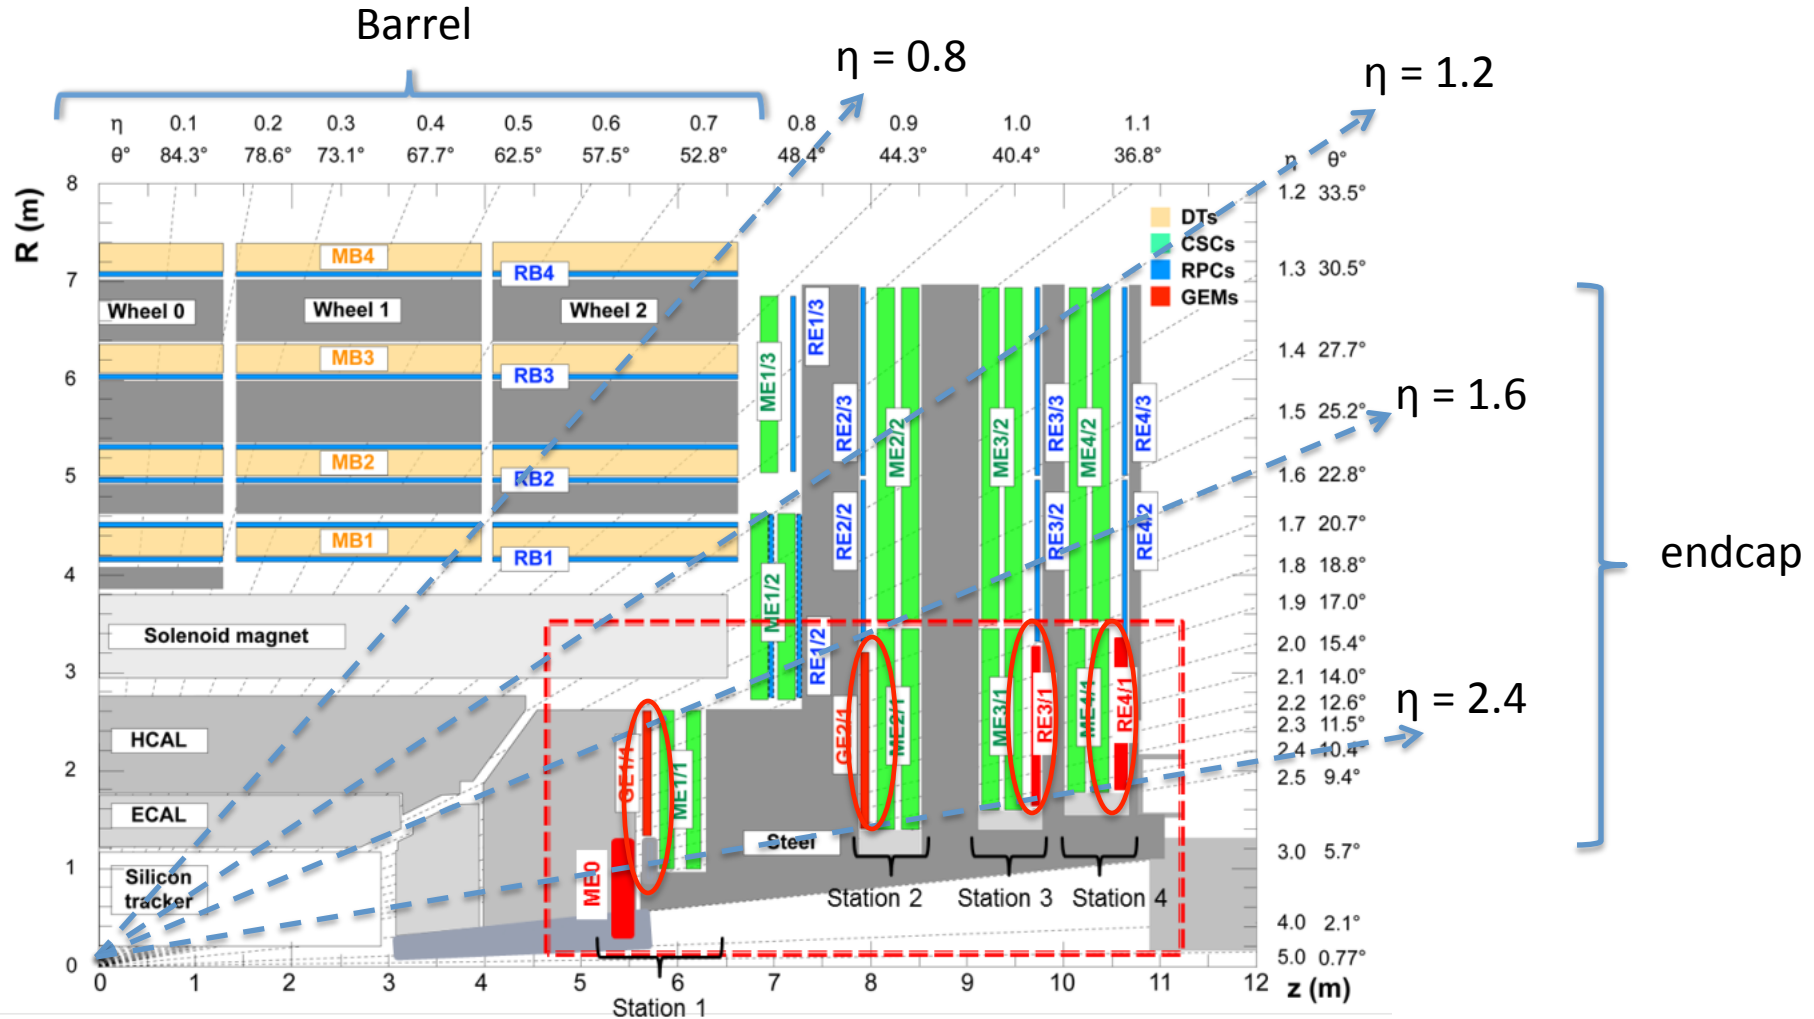 Barrel
η = 0.8
η = 1.2
η 0.1 0.2 0.3 0.4 0.5 0.6 0.7 0.8 0.9 1.0 1.1
θ° 84.3° 78.6° 73.1° 67.7° 62.5° 57.5° 52.8° 48.4° 44.3° 40.4° 36.8°
η θ°
R (m)
8
7
6
5
4
3
2
1
0
1.2 33.5°
1.3 30.5°
1.4 27.7°
1.5 25.2°
1.6 22.8°
1.7 20.7°
1.8 18.8°
1.9 17.0°
2.0 15.4°
2.1 14.0°
2.2 12.6°
2.3 11.5°
2.4 10.4°
2.5 9.4°
3.0 5.7°
4.0 2.1°
5.0 0.77°
DTs
CSCs
RPCs
GEMs
MB4
RB4
Wheel 0
Wheel 1
Wheel 2
MB3
RB3
MB2
RB2
MB1
RB1
Solenoid magnet
HCAL
ECAL
Silicon
tracker
ME1/3
RE1/3
RE2/3
ME2/2
ME3/2
RE3/3
ME4/2
RE4/3
RE2/2
RE3/2
RE4/2
ME1/2
RE1/2
GE1/1
ME1/1
GE2/1
ME2/1
ME3/1
RE3/1
ME4/1
RE4/1
ME0
Steel
Station 2
Station 3
Station 4
η = 1.6
endcap
η = 2.4
0 1 2 3 4 5 6 7 8 9 10 11 12 z (m)
Station 1